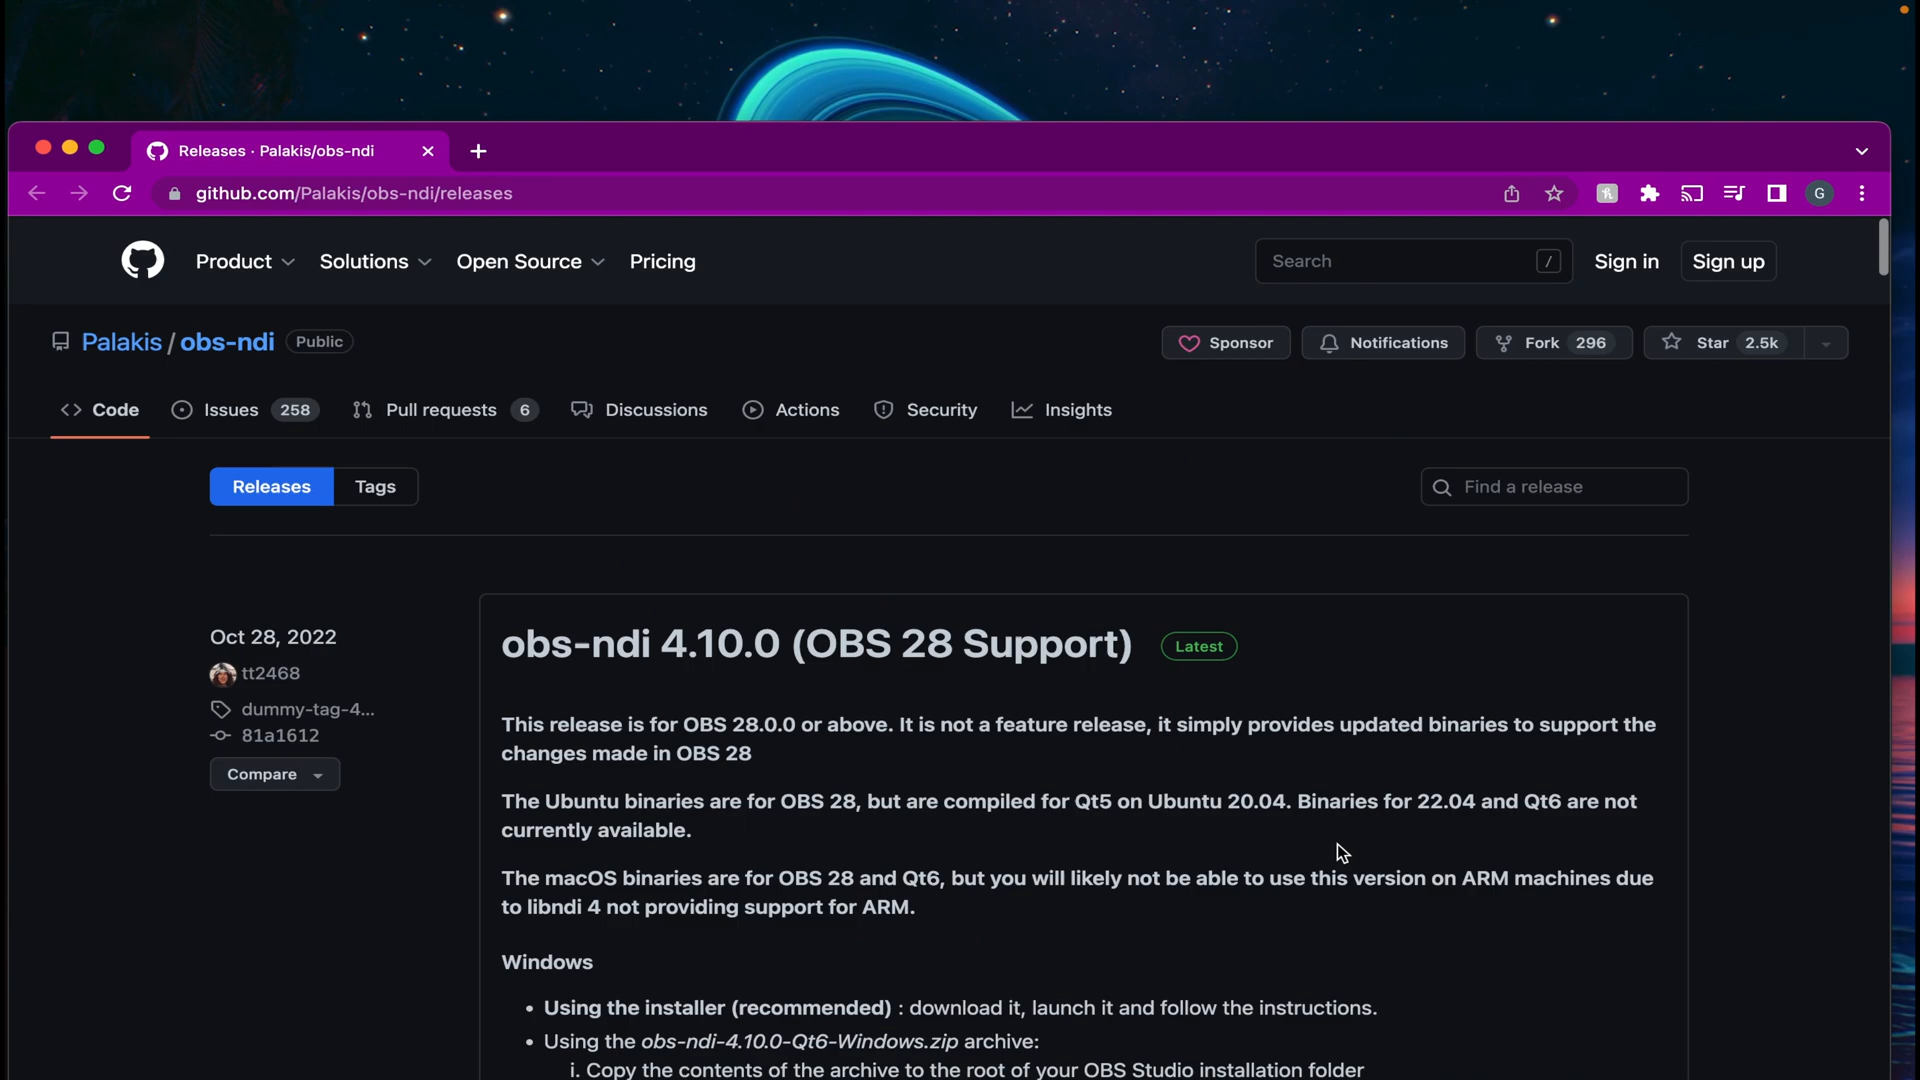 Releases · Palakis/obs-ndi
github.com/Palakis/obs-ndi/releases
G
Product
Solutions
Open Source
Pricing
Search /
Sign in
Sign up
Palakis / obs-ndi Public
Sponsor
Notifications
Fork 296
Star 2.5k
Code
Issues 258
Pull requests 6
Discussions
Actions
Security
Insights
Releases
Tags
Find a release
Oct 28, 2022
tt2468
dummy-tag-4...
81a1612
Compare
obs-ndi 4.10.0 (OBS 28 Support) Latest
This release is for OBS 28.0.0 or above. It is not a feature release, it simply provides updated binaries to support the
changes made in OBS 28
The Ubuntu binaries are for OBS 28, but are compiled for Qt5 on Ubuntu 20.04. Binaries for 22.04 and Qt6 are not
currently available.
The macOS binaries are for OBS 28 and Qt6, but you will likely not be able to use this version on ARM machines due
to libndi 4 not providing support for ARM.
Windows
• Using the installer (recommended) : download it, launch it and follow the instructions.
• Using the obs-ndi-4.10.0-Qt6-Windows.zip archive:
i. Copy the contents of the archive to the root of your OBS Studio installation folder